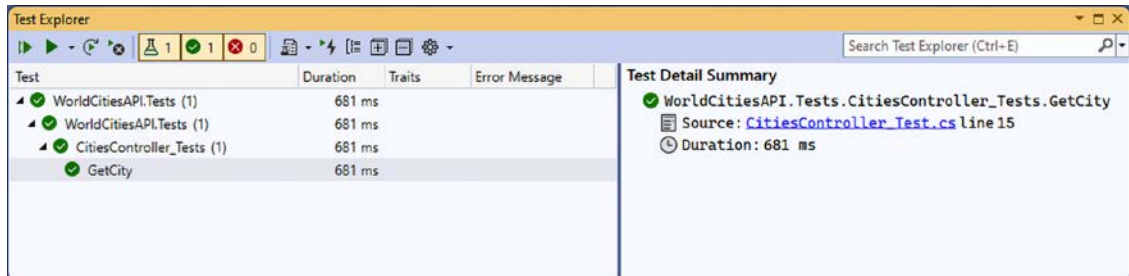 Test Explorer
1 1 0
Search Test Explorer (Ctrl+E)
Test Duration Traits Error Message
WorldCitiesAPI.Tests (1) 681 ms
WorldCitiesAPI.Tests (1) 681 ms
CitiesController_Tests (1) 681 ms
GetCity 681 ms
Test Detail Summary
WorldCitiesAPI.Tests.CitiesController_Tests.GetCity
Source: CitiesController_Test.cs line 15
Duration: 681 ms